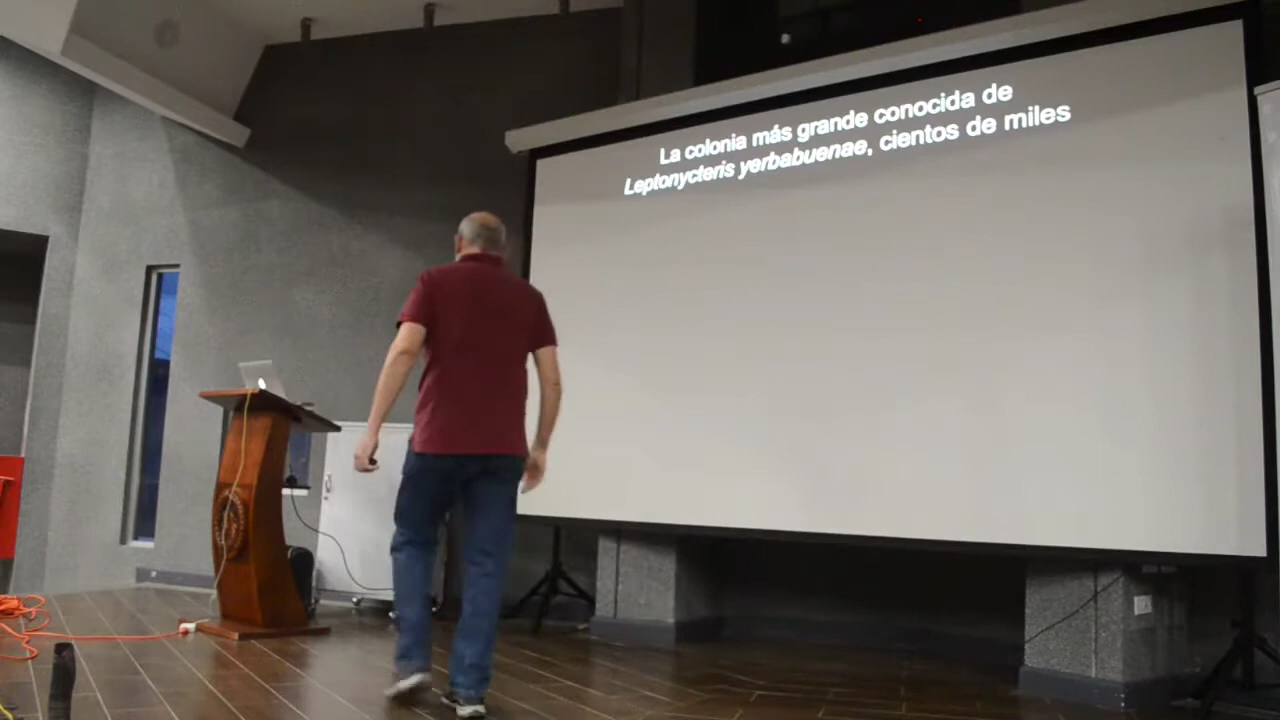 La colonia más grande conocida de
Leptonycteris yerbabuenae, cientos de miles